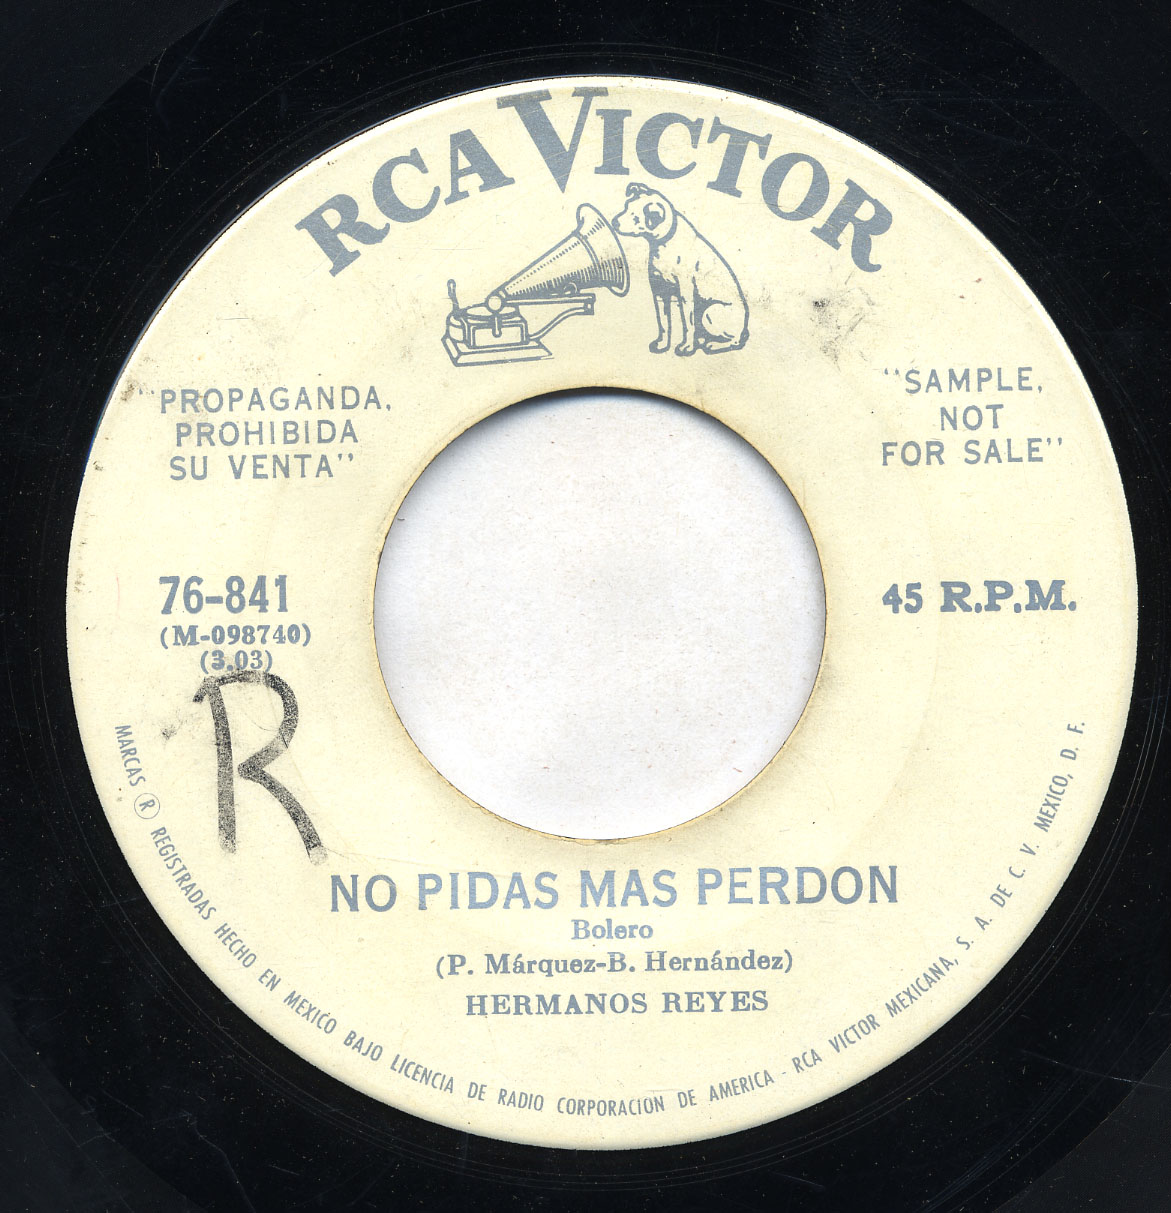 RCA VICTOR
"PROPAGANDA,
PROHIBIDA
SU VENTA"
"SAMPLE,
NOT
FOR SALE"
76-841
(M-098740)
(3.03)
45 R.P.M.
R
NO PIDAS MAS PERDON
Bolero
(P. Márquez-B. Hernández)
HERMANOS REYES
MARCAS ® REGISTRADAS HECHO EN MEXICO BAJO LICENCIA DE RADIO CORPORACION DE AMERICA - RCA VICTOR MEXICANA, S. A. DE C. V. MEXICO, D. F.